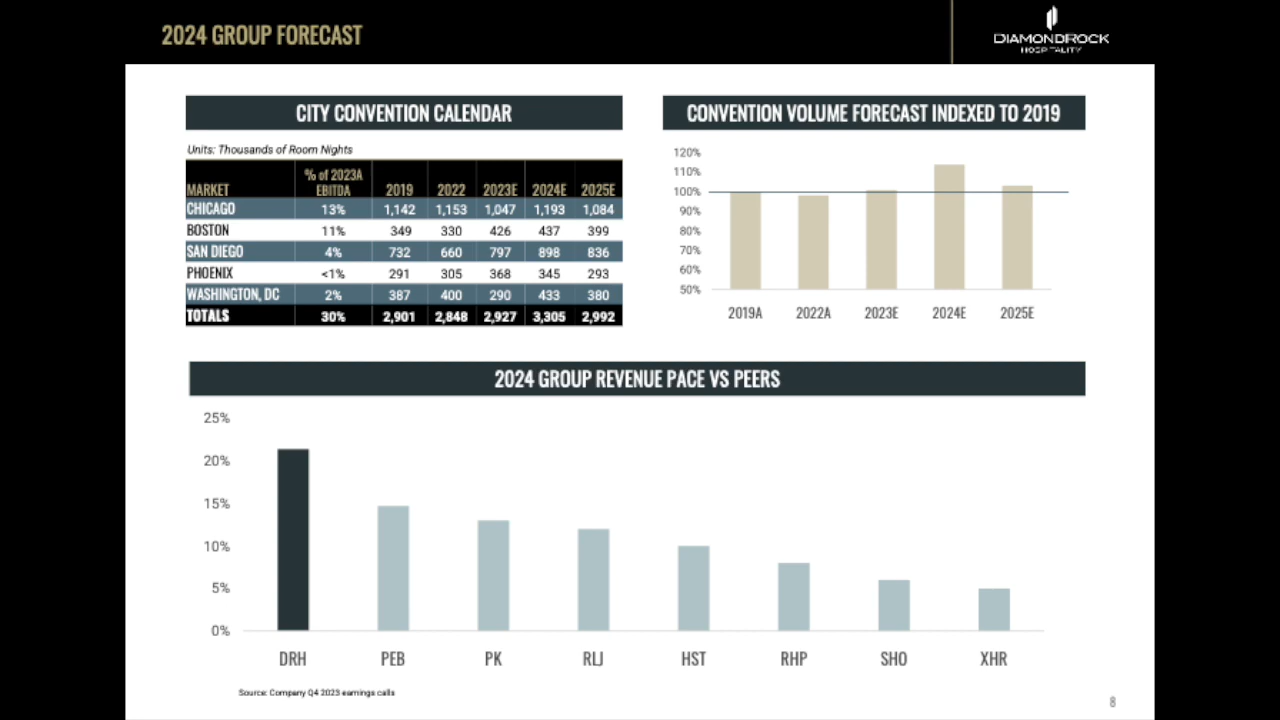 2024 GROUP FORECAST
DIAMONDROCK
HOSPITALITY
CITY CONVENTION CALENDAR
Units: Thousands of Room Nights
MARKET % of 2023A EBITDA 2019 2022 2023E 2024E 2025E
CHICAGO 13% 1,142 1,153 1,047 1,193 1,084
BOSTON 11% 349 330 426 437 399
SAN DIEGO 4% 732 660 797 898 836
PHOENIX <1% 291 305 368 345 293
WASHINGTON, DC 2% 387 400 290 433 380
TOTALS 30% 2,901 2,848 2,927 3,305 2,992
CONVENTION VOLUME FORECAST INDEXED TO 2019
120%
110%
100%
90%
80%
70%
60%
50%
2019A 2022A 2023E 2024E 2025E
2024 GROUP REVENUE PACE VS PEERS
25%
20%
15%
10%
5%
0%
DRH PEB PK RLJ HST RHP SHO XHR
Source: Company Q4 2023 earnings calls
8